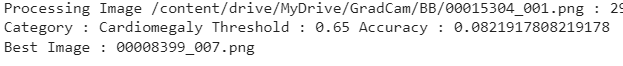 Processing Image /content/drive/MyDrive/GradCam/BB/00015304_001.png : 29
Category : Cardiomegaly Threshold : 0.65 Accuracy : 0.0821917808219178
Best Image : 00008399_007.png